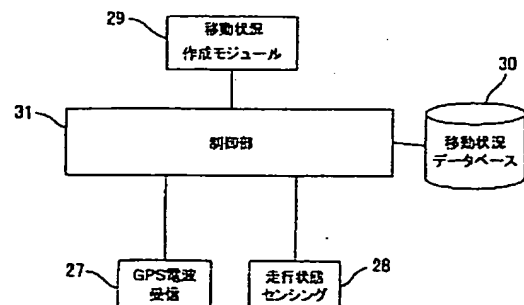 29
移動状況
作成モジュール
30
31
制御部
移動状況
データベース
27
GPS電波
受信
走行状態
センシング
28